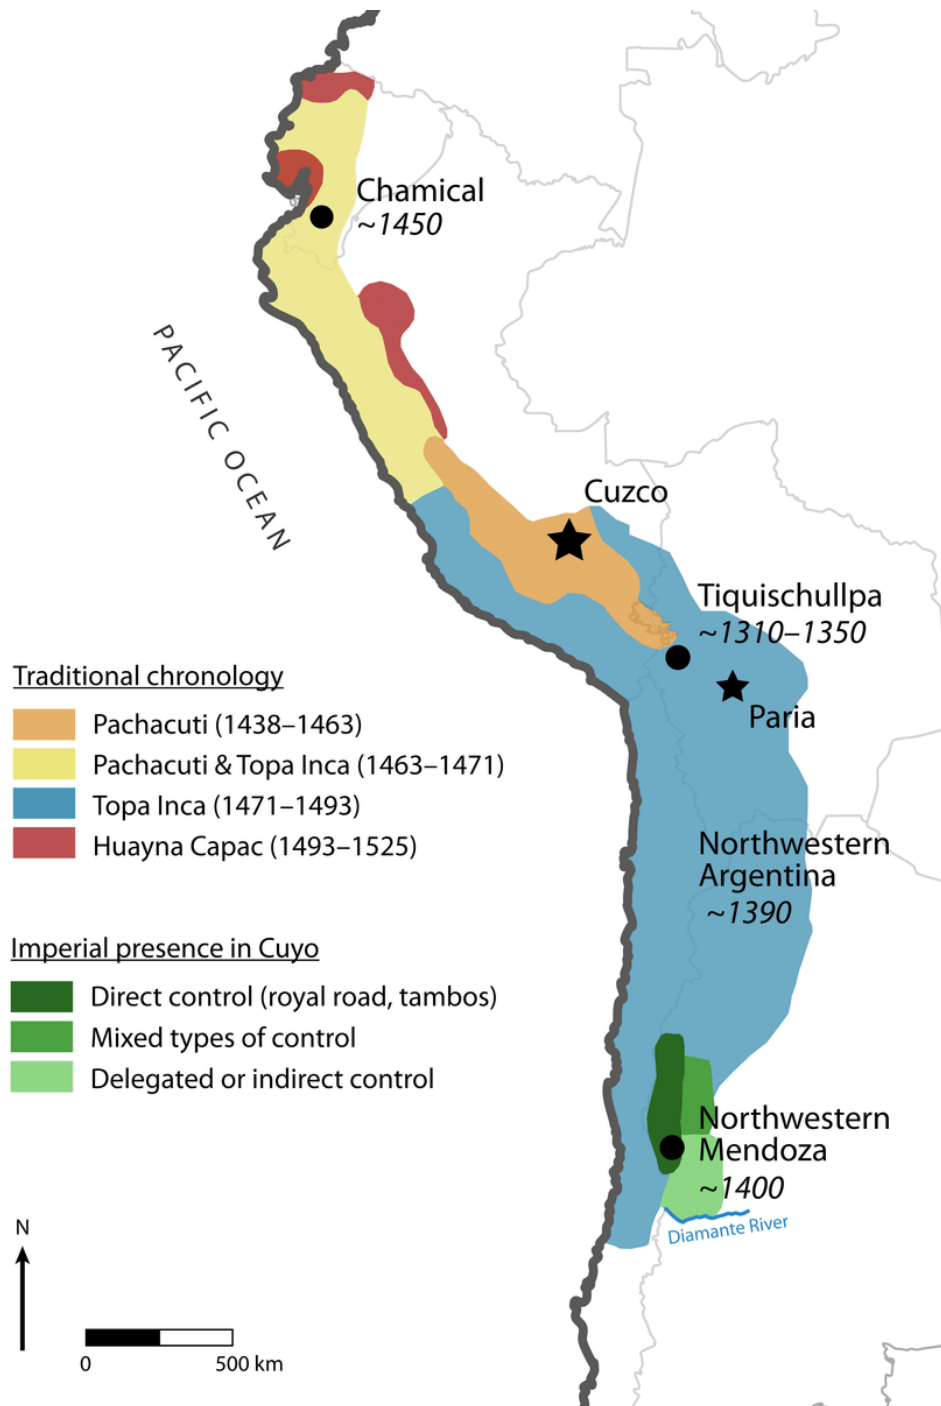 Chamical
~1450
PACIFIC OCEAN
Cuzco
Tiquischullpa
~1310–1350
Paria
Traditional chronology
Pachacuti (1438–1463)
Pachacuti & Topa Inca (1463–1471)
Topa Inca (1471–1493)
Huayna Capac (1493–1525)
Northwestern
Argentina
~1390
Imperial presence in Cuyo
Direct control (royal road, tambos)
Mixed types of control
Delegated or indirect control
Northwestern
Mendoza
~1400
Diamante River
N
0 500 km